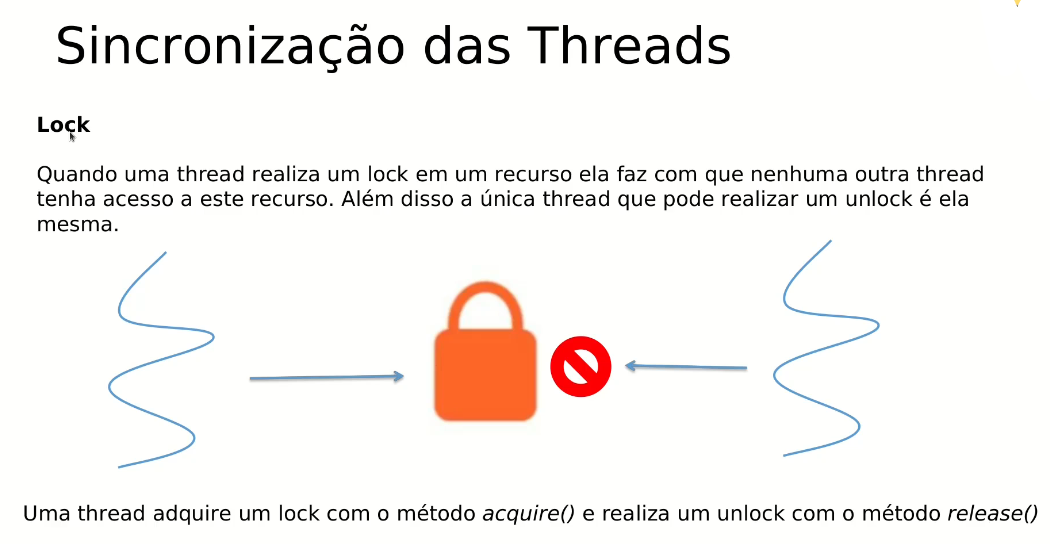 Sincronização das Threads
Lock
Quando uma thread realiza um lock em um recurso ela faz com que nenhuma outra thread
tenha acesso a este recurso. Além disso a única thread que pode realizar um unlock é ela
mesma.
Uma thread adquire um lock com o método acquire() e realiza um unlock com o método release()